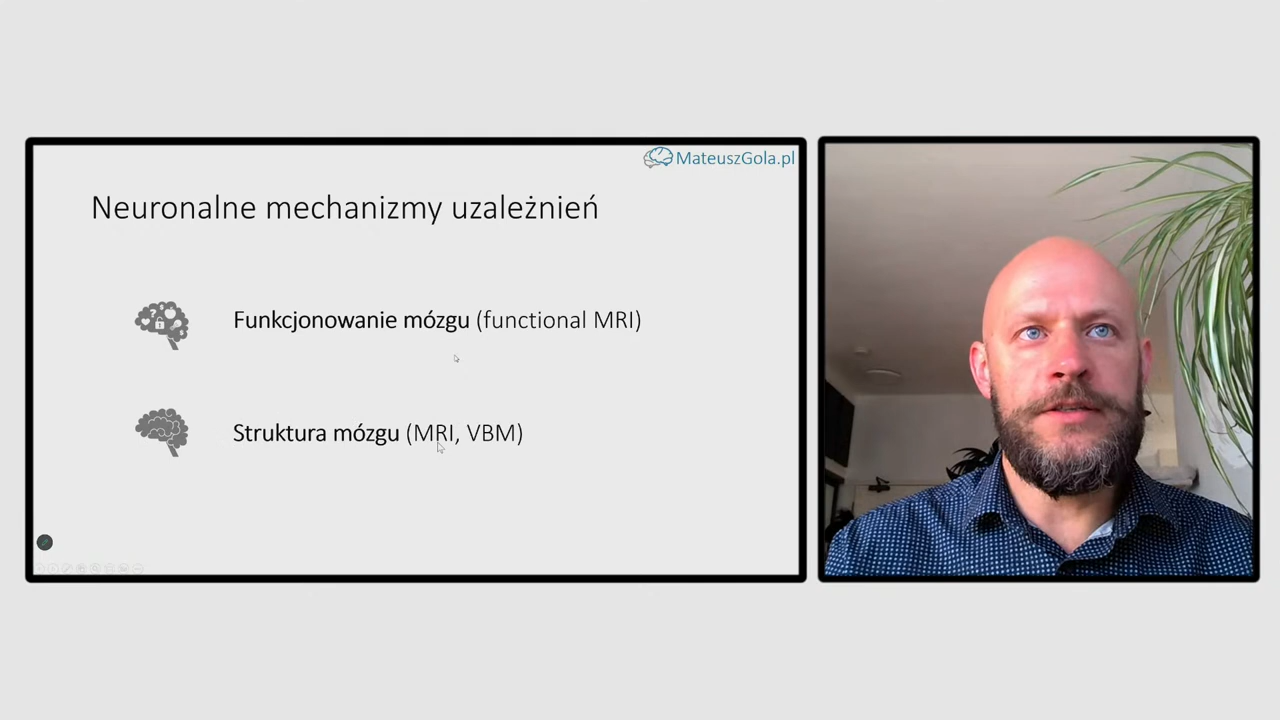 MateuszGola.pl
Neuronalne mechanizmy uzależnień
Funkcjonowanie mózgu (functional MRI)
Struktura mózgu (MRI, VBM)